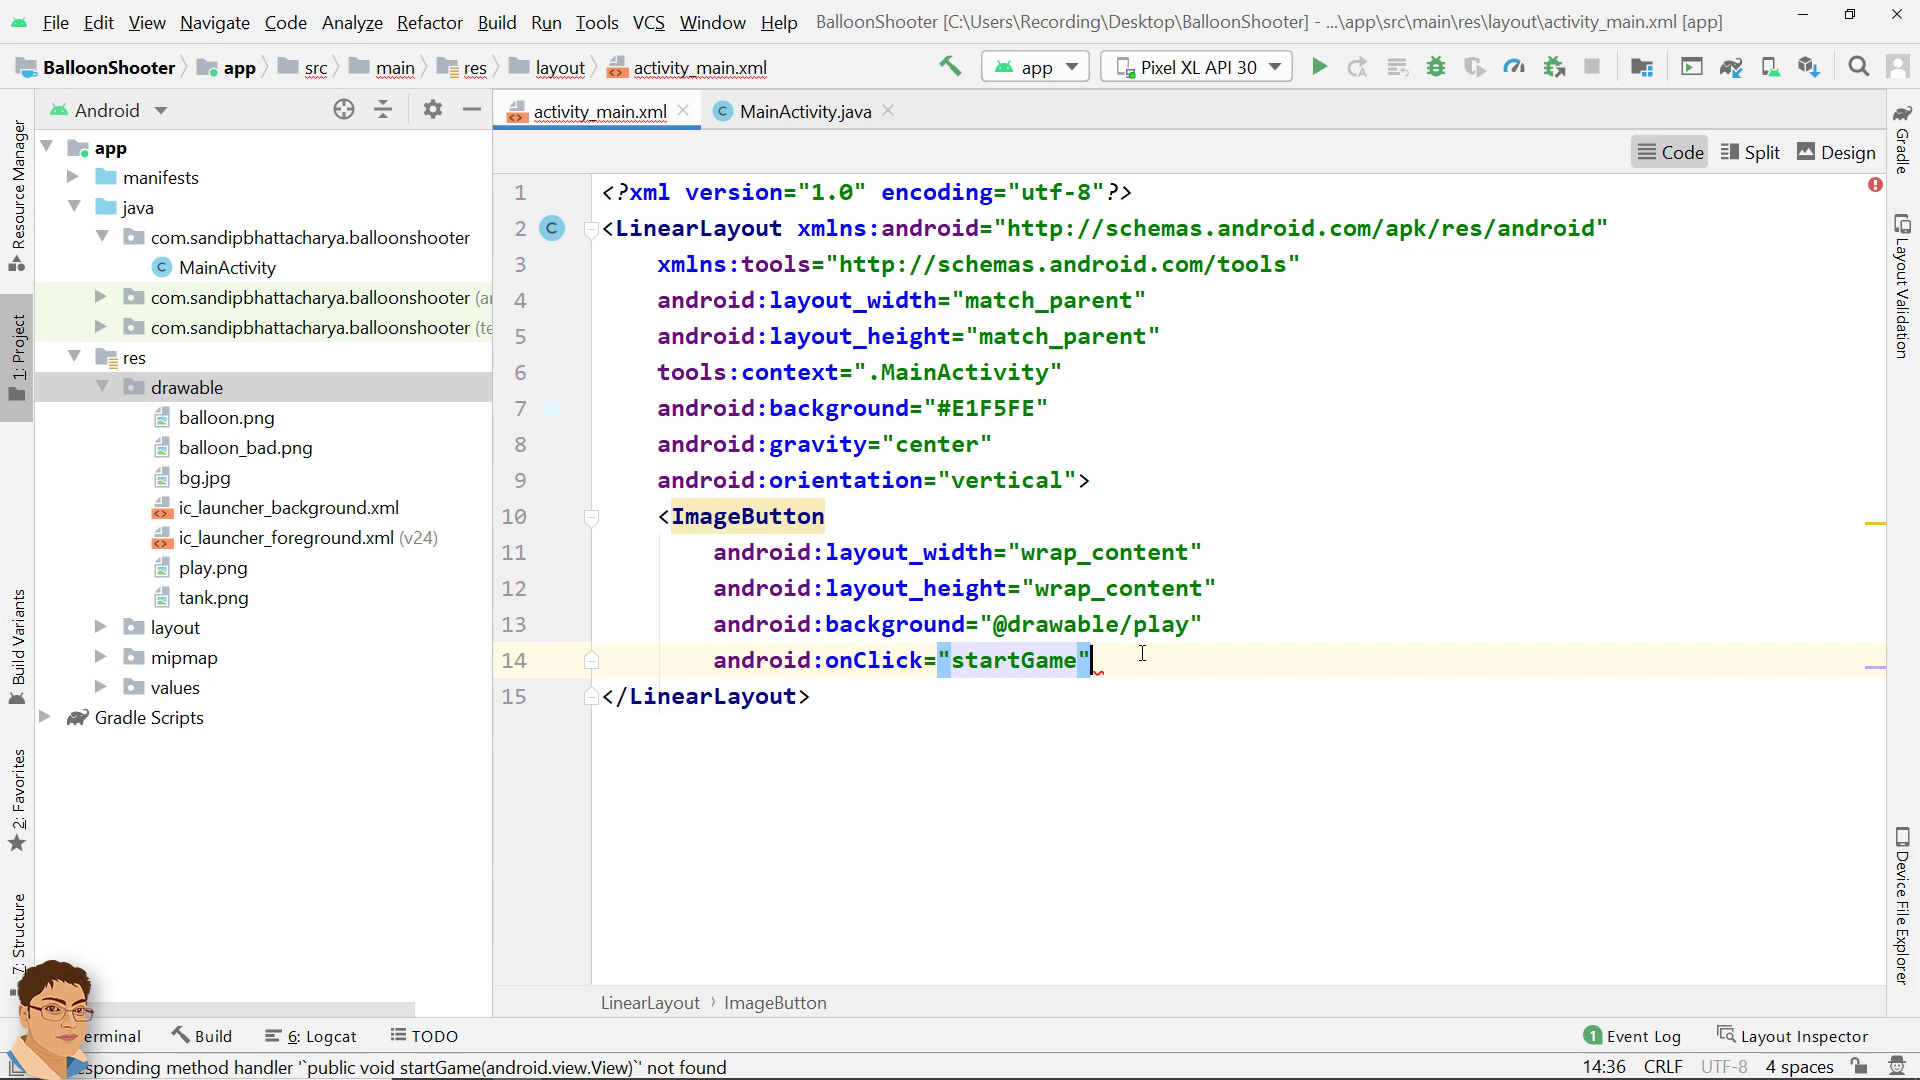 File Edit View Navigate Code Analyze Refactor Build Run Tools VCS Window Help BalloonShooter [C:\Users\Recording\Desktop\BalloonShooter] - ...\app\src\main\res\layout\activity_main.xml [app]
BalloonShooter app src main res layout activity_main.xml app Pixel XL API 30
Android
activity_main.xml MainActivity.java
Code Split Design
app
manifests
java
com.sandipbhattacharya.balloonshooter
MainActivity
com.sandipbhattacharya.balloonshooter (ar
com.sandipbhattacharya.balloonshooter (te
res
drawable
balloon.png
balloon_bad.png
bg.jpg
ic_launcher_background.xml
ic_launcher_foreground.xml (v24)
play.png
tank.png
layout
mipmap
values
Gradle Scripts
1 <?xml version="1.0" encoding="utf-8"?>
2 <LinearLayout xmlns:android="http://schemas.android.com/apk/res/android"
3 xmlns:tools="http://schemas.android.com/tools"
4 android:layout_width="match_parent"
5 android:layout_height="match_parent"
6 tools:context=".MainActivity"
7 android:background="#E1F5FE"
8 android:gravity="center"
9 android:orientation="vertical">
10 <ImageButton
11 android:layout_width="wrap_content"
12 android:layout_height="wrap_content"
13 android:background="@drawable/play"
14 android:onClick="startGame"
15 </LinearLayout>
LinearLayout › ImageButton
Resource Manager
1: Project
Build Variants
2: Favorites
7: Structure
Gradle
Layout Validation
Device File Explorer
erminal Build 6: Logcat TODO
1 Event Log Layout Inspector
sponding method handler '`public void startGame(android.view.View)`' not found
14:36 CRLF UTF-8 4 spaces